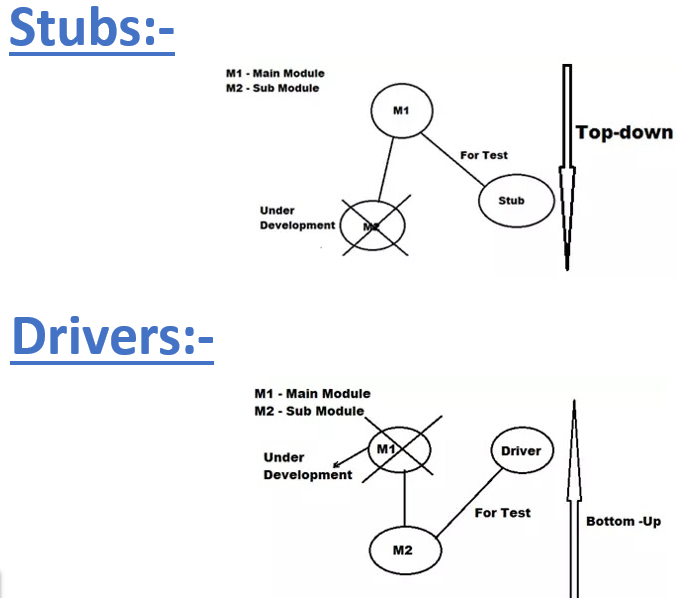 Stubs:-
M1 - Main Module
M2 - Sub Module
M1
Top-down
For Test
Stub
Under
Development
M2
Drivers:-
M1 - Main Module
M2 - Sub Module
M1
Driver
Under
Development
For Test
Bottom -Up
M2